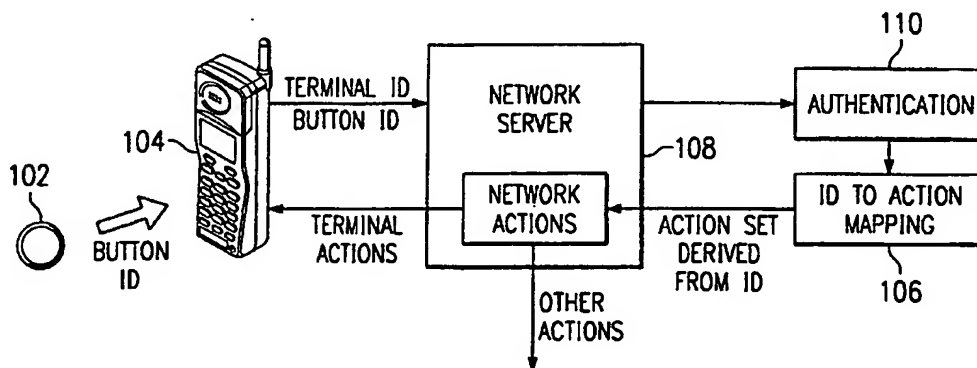 110
TERMINAL ID
BUTTON ID
NETWORK
SERVER
AUTHENTICATION
104
108
102
NETWORK
ACTIONS
ID TO ACTION
MAPPING
BUTTON
ID
TERMINAL
ACTIONS
ACTION SET
DERIVED
FROM ID
106
OTHER
ACTIONS